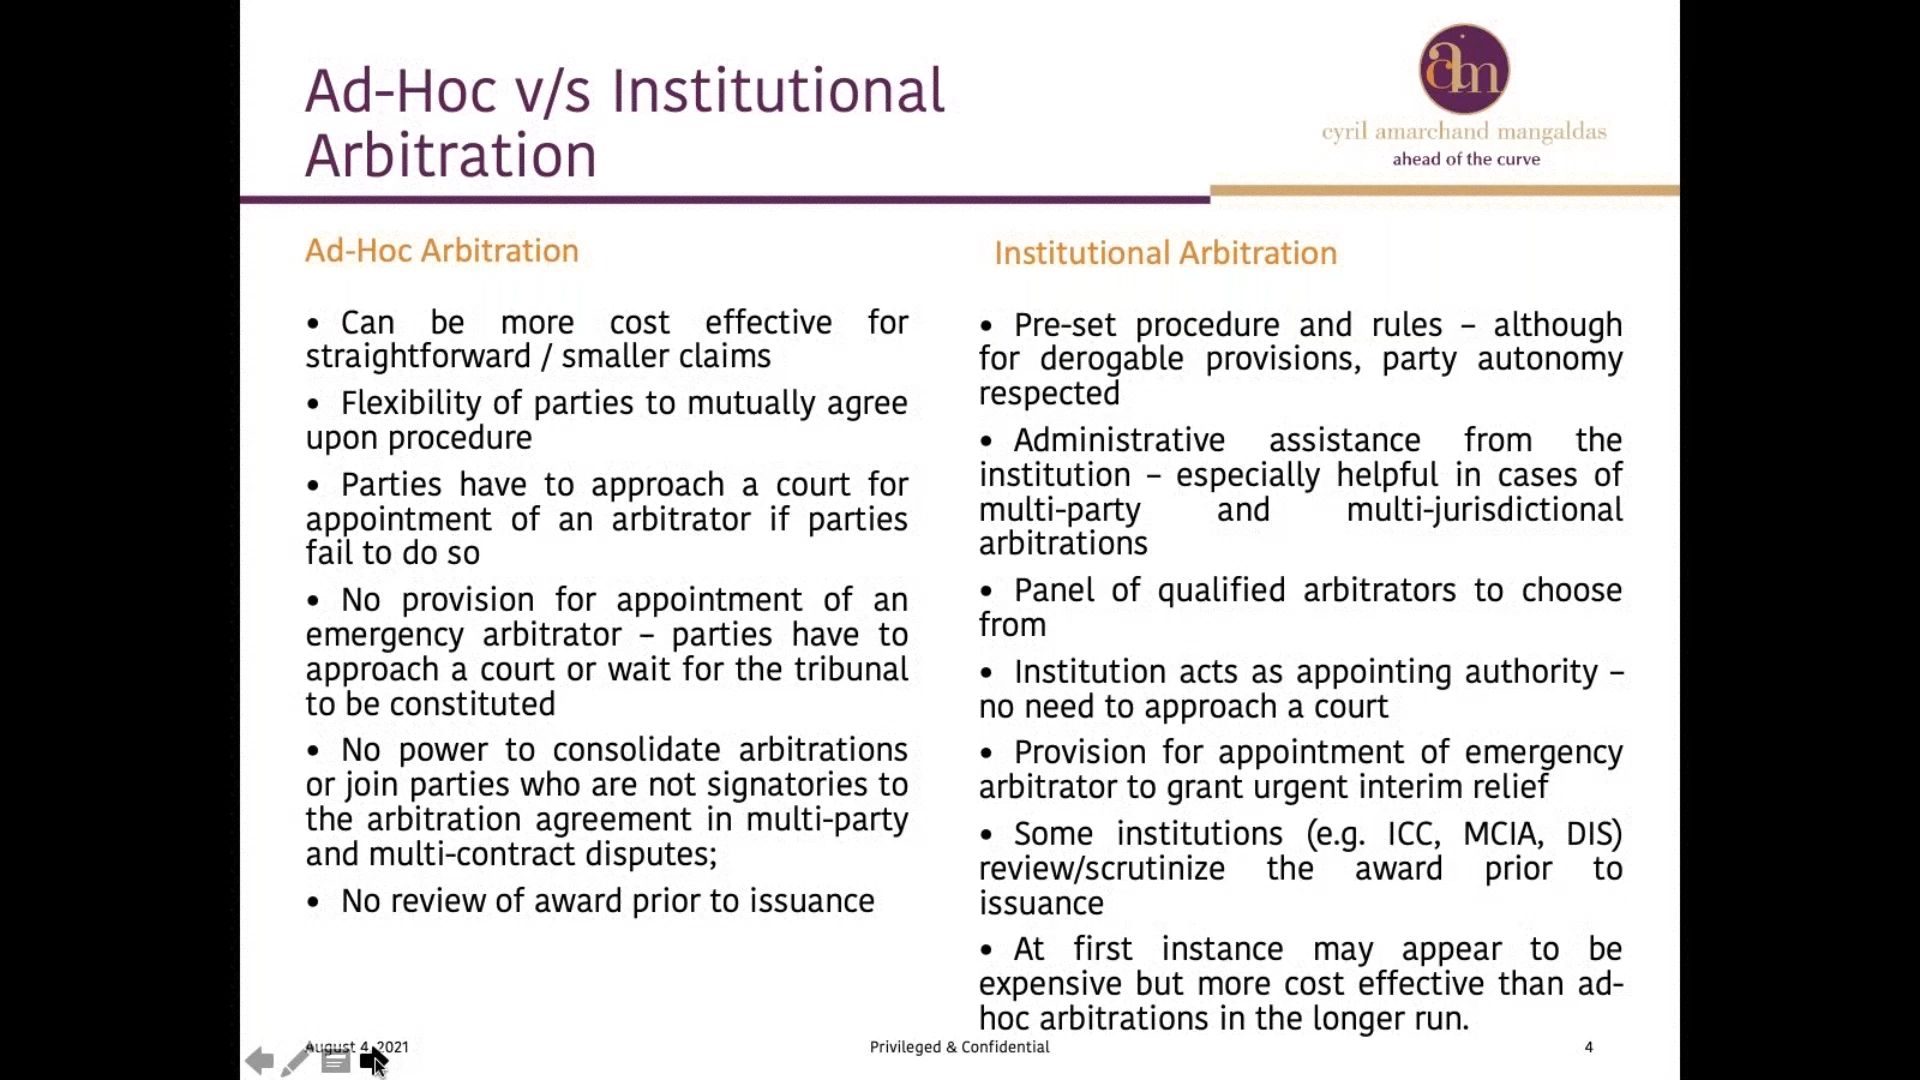 Ad-Hoc v/s Institutional
Arbitration
cam
cyril amarchand mangaldas
ahead of the curve
Ad-Hoc Arbitration
• Can be more cost effective for
straightforward / smaller claims
• Flexibility of parties to mutually agree
upon procedure
• Parties have to approach a court for
appointment of an arbitrator if parties
fail to do so
• No provision for appointment of an
emergency arbitrator – parties have to
approach a court or wait for the tribunal
to be constituted
• No power to consolidate arbitrations
or join parties who are not signatories to
the arbitration agreement in multi-party
and multi-contract disputes;
• No review of award prior to issuance
Institutional Arbitration
• Pre-set procedure and rules – although
for derogable provisions, party autonomy
respected
• Administrative assistance from the
institution – especially helpful in cases of
multi-party and multi-jurisdictional
arbitrations
• Panel of qualified arbitrators to choose
from
• Institution acts as appointing authority –
no need to approach a court
• Provision for appointment of emergency
arbitrator to grant urgent interim relief
• Some institutions (e.g. ICC, MCIA, DIS)
review/scrutinize the award prior to
issuance
• At first instance may appear to be
expensive but more cost effective than ad-
hoc arbitrations in the longer run.
August 4, 2021
Privileged & Confidential
4